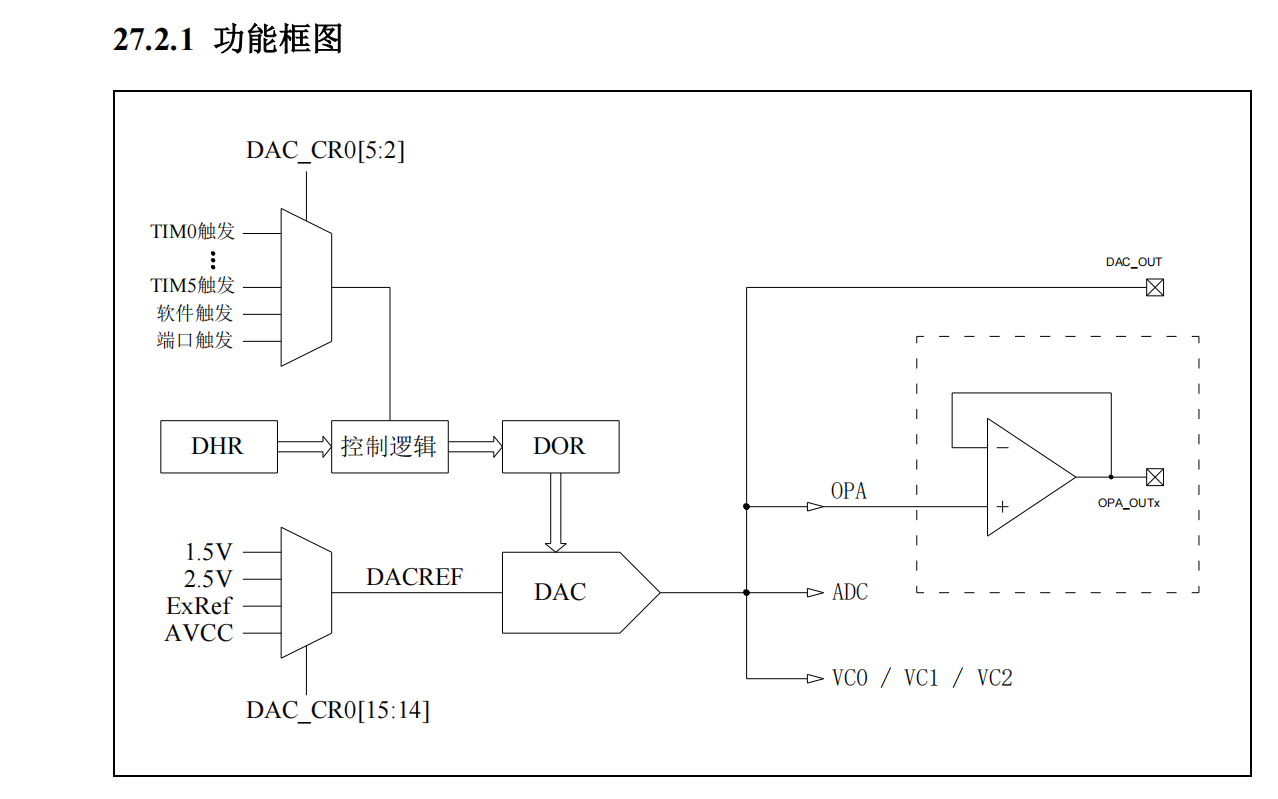 27.2.1 功能框图
DAC_CR0[5:2]
TIM0触发
TIM5触发
软件触发
端口触发
DHR
控制逻辑
DOR
1.5V
2.5V
ExRef
AVCC
DACREF
DAC
DAC_CR0[15:14]
DAC_OUT
OPA
－
+
OPA_OUTx
ADC
VC0 / VC1 / VC2